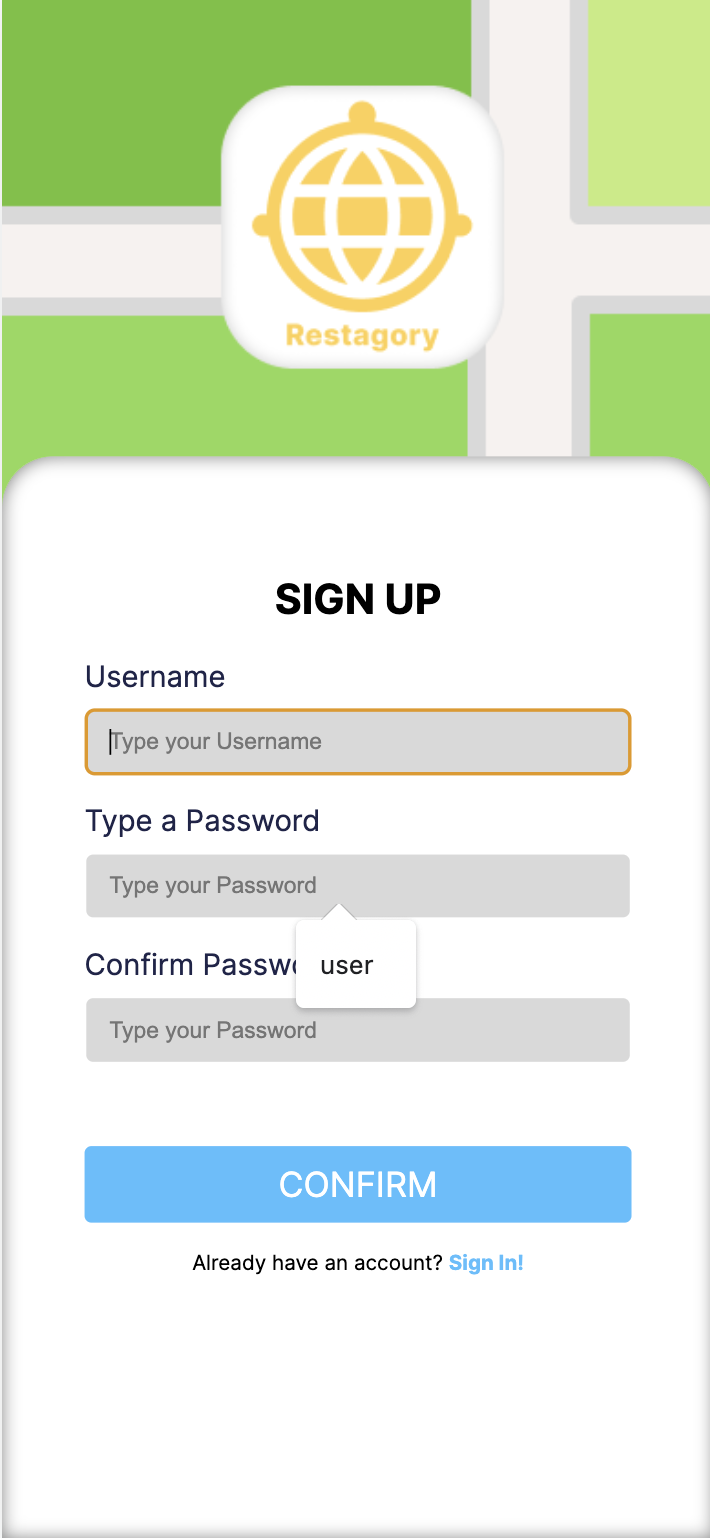 Restagory
SIGN UP
Username
Type your Username
Type a Password
Type your Password
user
Confirm
Type your Password
CONFIRM
Already have an account? Sign In!